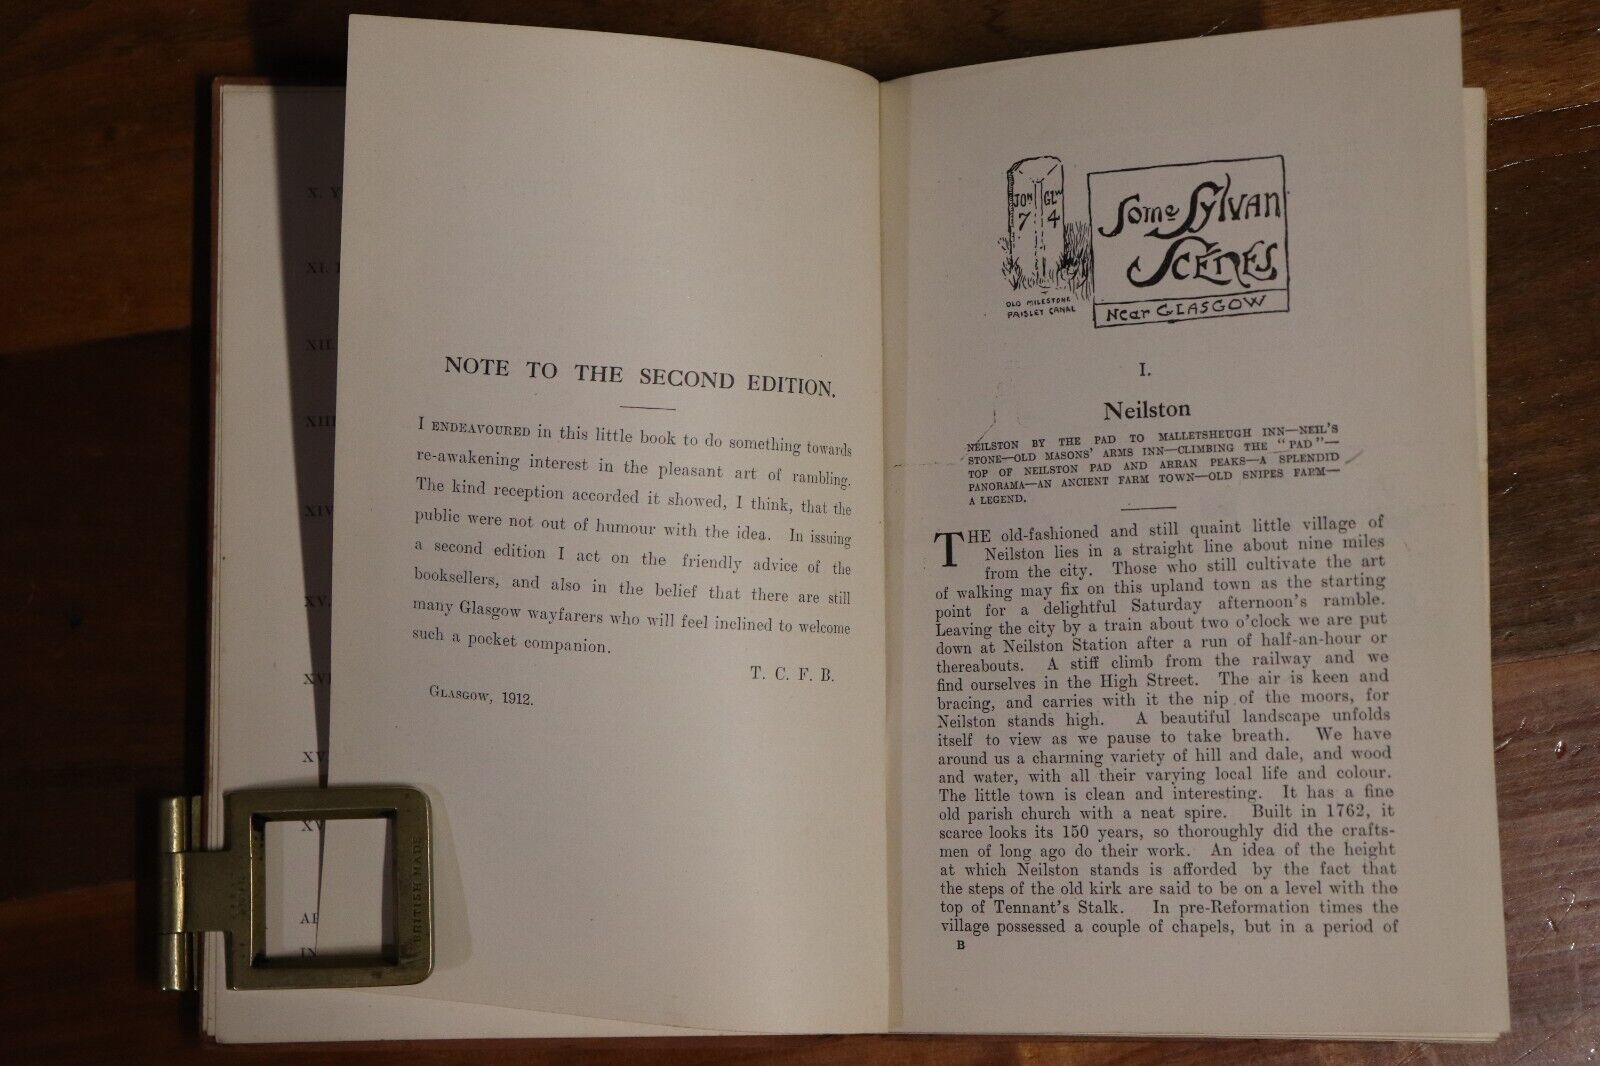 X. Y
XI.
XII.
XIII
XIV
XV.
XVI
XV
XV
AP
IN
BRITISH MADE
NOTE TO THE SECOND EDITION.
I ENDEAVOURED in this little book to do something towards
re-awakening interest in the pleasant art of rambling.
The kind reception accorded it showed, I think, that the
public were not out of humour with the idea. In issuing
a second edition I act on the friendly advice of the
booksellers, and also in the belief that there are still
many Glasgow wayfarers who will feel inclined to welcome
such a pocket companion.
T. C. F. B.
GLASGOW, 1912.
JON GLW
7 4
OLD MILESTONE
PAISLEY CANAL
Some Sylvan
Scenes
Near GLASGOW
I.
Neilston
NEILSTON BY THE PAD TO MALLETSHEUGH INN—NEIL'S
STONE—OLD MASONS' ARMS INN—CLIMBING THE "PAD"—
TOP OF NEILSTON PAD AND ARRAN PEAKS—A SPLENDID
PANORAMA—AN ANCIENT FARM TOWN—OLD SNIPES FARM—
A LEGEND.
THE old-fashioned and still quaint little village of
Neilston lies in a straight line about nine miles
from the city. Those who still cultivate the art
of walking may fix on this upland town as the starting
point for a delightful Saturday afternoon's ramble.
Leaving the city by a train about two o'clock we are put
down at Neilston Station after a run of half-an-hour or
thereabouts. A stiff climb from the railway and we
find ourselves in the High Street. The air is keen and
bracing, and carries with it the nip of the moors, for
Neilston stands high. A beautiful landscape unfolds
itself to view as we pause to take breath. We have
around us a charming variety of hill and dale, and wood
and water, with all their varying local life and colour.
The little town is clean and interesting. It has a fine
old parish church with a neat spire. Built in 1762, it
scarce looks its 150 years, so thoroughly did the crafts-
men of long ago do their work. An idea of the height
at which Neilston stands is afforded by the fact that
the steps of the old kirk are said to be on a level with the
top of Tennant's Stalk. In pre-Reformation times the
village possessed a couple of chapels, but in a period of
B